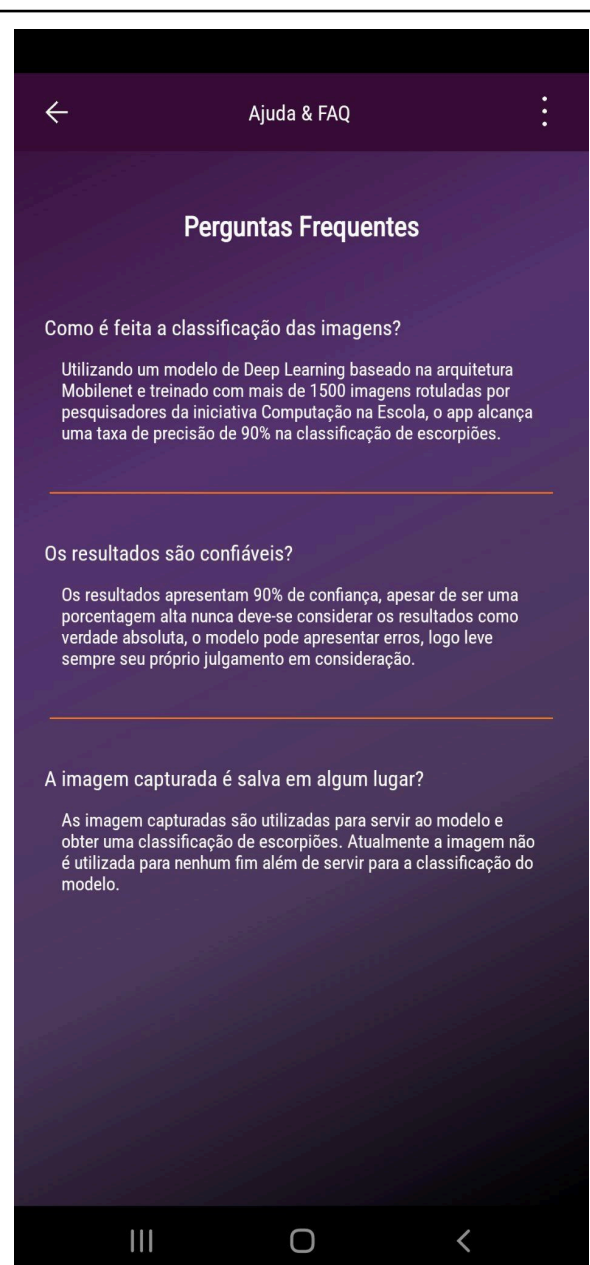 Ajuda & FAQ
Perguntas Frequentes
Como é feita a classificação das imagens?
Utilizando um modelo de Deep Learning baseado na arquitetura
Mobilenet e treinado com mais de 1500 imagens rotuladas por
pesquisadores da iniciativa Computação na Escola, o app alcança
uma taxa de precisão de 90% na classificação de escorpiões.
Os resultados são confiáveis?
Os resultados apresentam 90% de confiança, apesar de ser uma
porcentagem alta nunca deve-se considerar os resultados como
verdade absoluta, o modelo pode apresentar erros, logo leve
sempre seu próprio julgamento em consideração.
A imagem capturada é salva em algum lugar?
As imagem capturadas são utilizadas para servir ao modelo e
obter uma classificação de escorpiões. Atualmente a imagem não
é utilizada para nenhum fim além de servir para a classificação do
modelo.